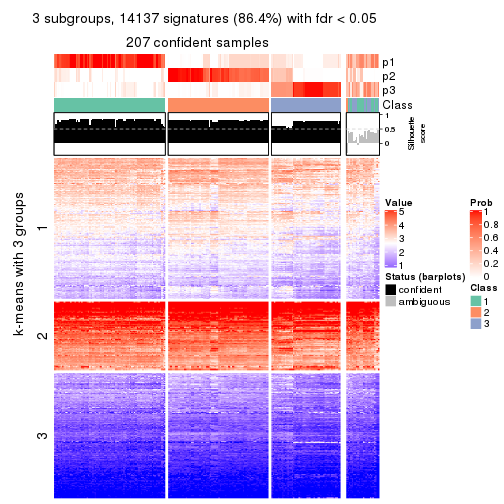 3 subgroups, 14137 signatures (86.4%) with fdr < 0.05
207 confident samples
p1
p2
p3
Class
1
0.5
0
Silhouette
score
k-means with 3 groups
1
2
3
Value
5
4
3
2
1
Status (barplots)
confident
ambiguous
Prob
1
0.8
0.6
0.4
0.2
0
Class
1
2
3